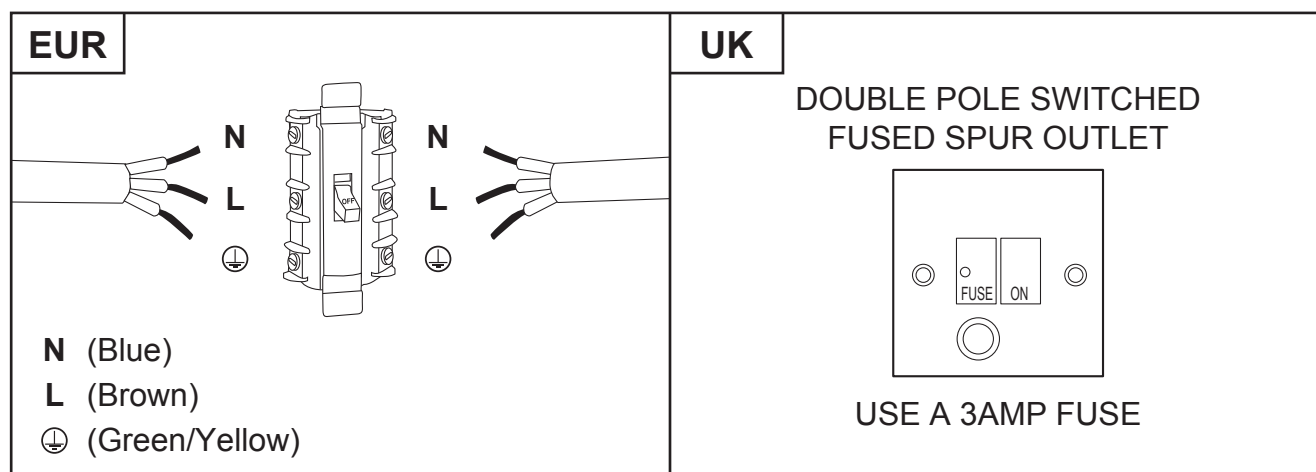 EUR
N
N
L
OFF
L
N (Blue)
L (Brown)
(Green/Yellow)
UK
DOUBLE POLE SWITCHED
FUSED SPUR OUTLET
FUSE
ON
USE A 3AMP FUSE